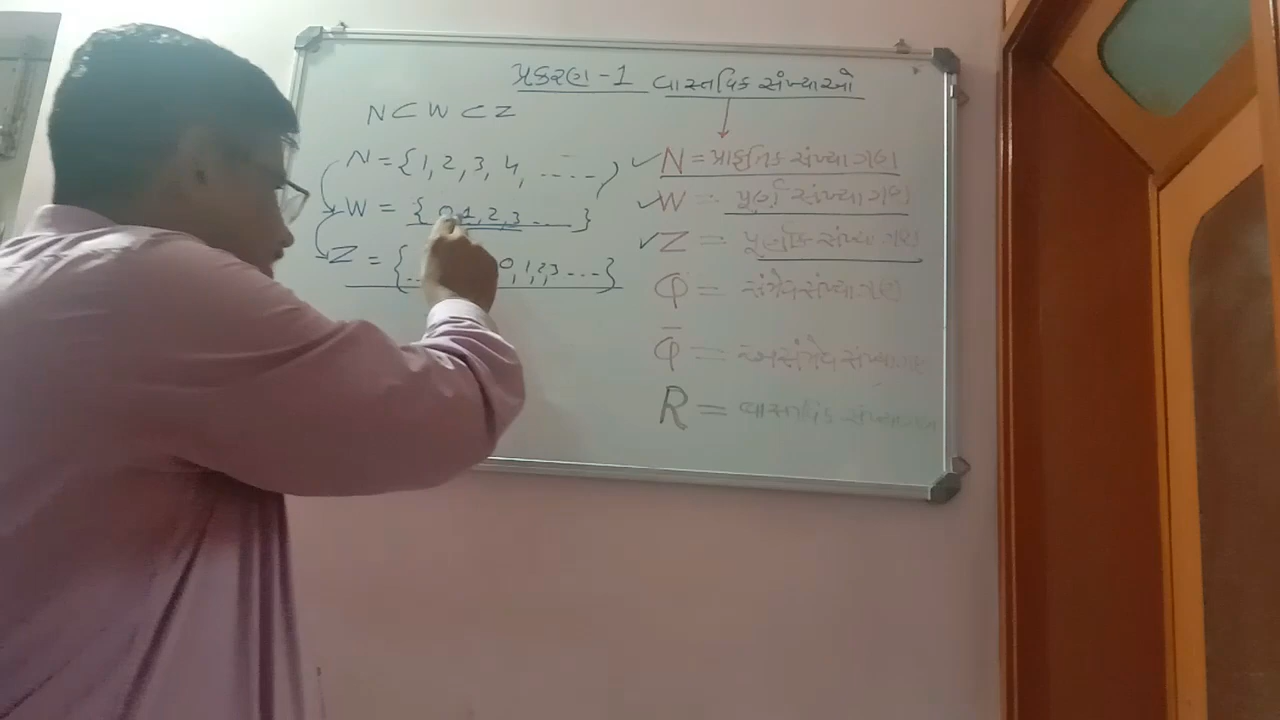 પ્રકરણ-1 વાસ્તવિક સંખ્યાઓ
N ⊂ W ⊂ Z
N = {1, 2, 3, 4, ..... }
W = {0, 1, 2, 3 ..... }
Z = {... 0, 1, 2, 3 .... }
✓ N = પ્રાકૃતિક સંખ્યા ગણ
✓ W = પૂર્ણ સંખ્યા ગણ
✓ Z = પૂર્ણાંક સંખ્યા ગણ
Q = સંમેય સંખ્યા ગણ
Q̄ = અસંમેય સંખ્યા ગણ
R = વાસ્તવિક સંખ્યા ગણ